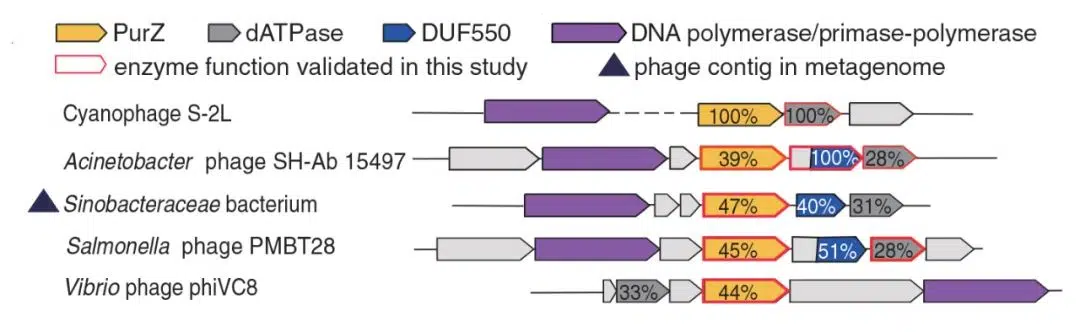 PurZ dATPase DUF550 DNA polymerase/primase-polymerase
enzyme function validated in this study phage contig in metagenome
Cyanophage S-2L 100% 100%
Acinetobacter phage SH-Ab 15497 39% 100% 28%
Sinobacteraceae bacterium 47% 40% 31%
Salmonella phage PMBT28 45% 51% 28%
Vibrio phage phiVC8 33% 44%